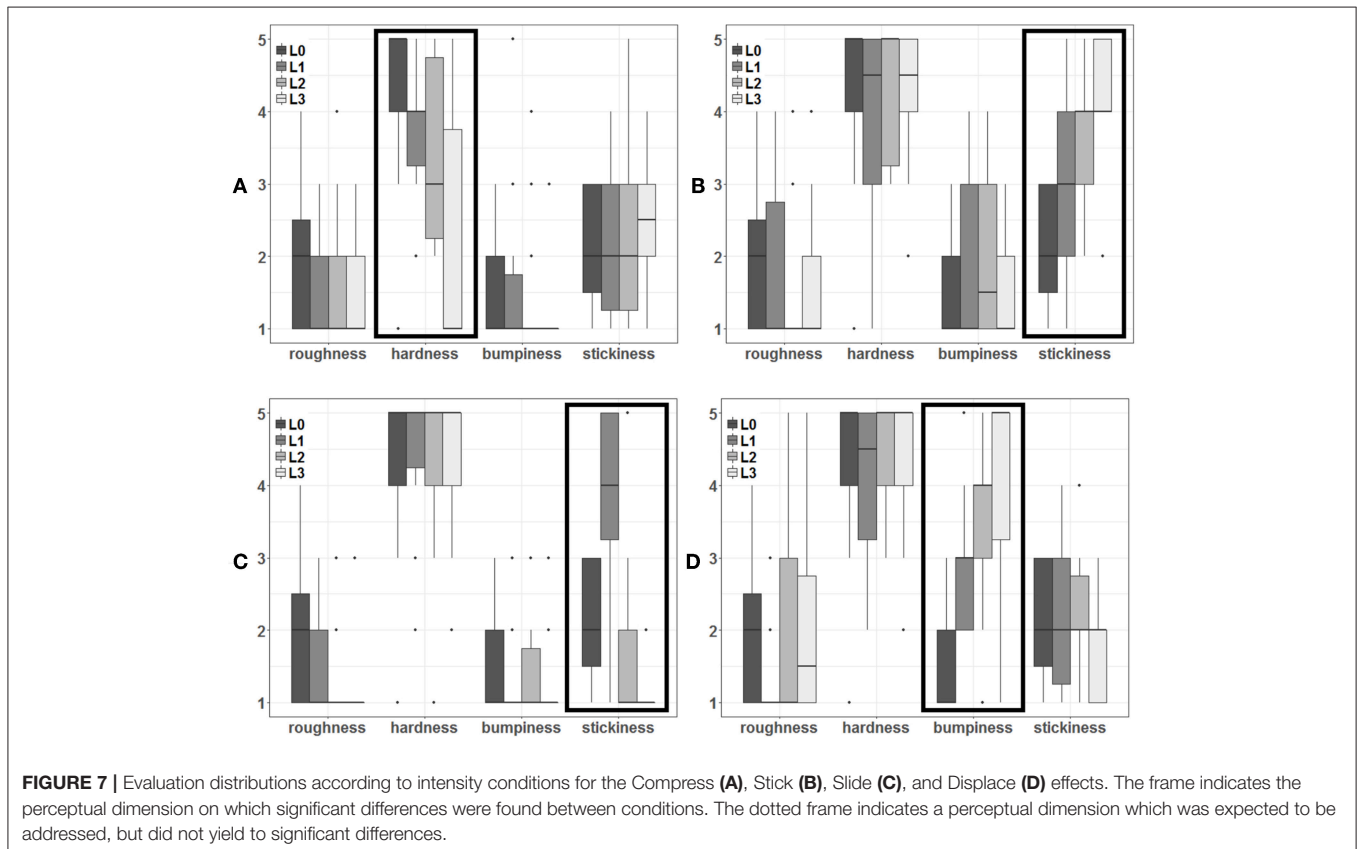 5
L0
L1
L2
L3
4
3
2
1
A
roughness hardness bumpiness stickiness
5
L0
L1
L2
L3
4
3
2
1
B
roughness hardness bumpiness stickiness
5
L0
L1
L2
L3
4
3
2
1
C
roughness hardness bumpiness stickiness
5
L0
L1
L2
L3
4
3
2
1
D
roughness hardness bumpiness stickiness
FIGURE 7 | Evaluation distributions according to intensity conditions for the Compress (A), Stick (B), Slide (C), and Displace (D) effects. The frame indicates the
perceptual dimension on which significant differences were found between conditions. The dotted frame indicates a perceptual dimension which was expected to be
addressed, but did not yield to significant differences.